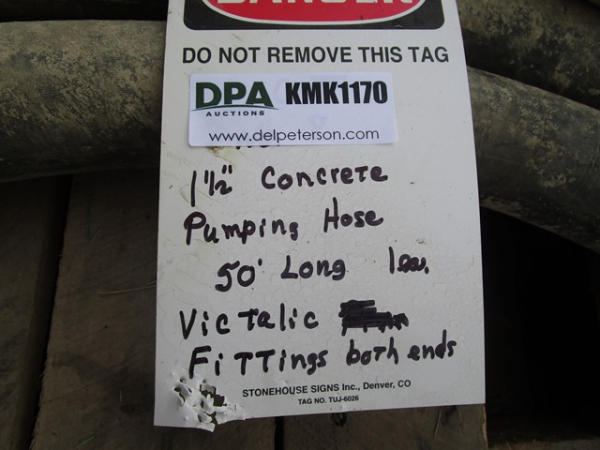 DANGER
DO NOT REMOVE THIS TAG
DPA KMK1170
AUCTIONS
www.delpeterson.com
1½" Concrete
Pumping Hose
50' Long
Victalic
Fittings both ends
STONEHOUSE SIGNS Inc., Denver, CO
TAG NO. TUJ-6026